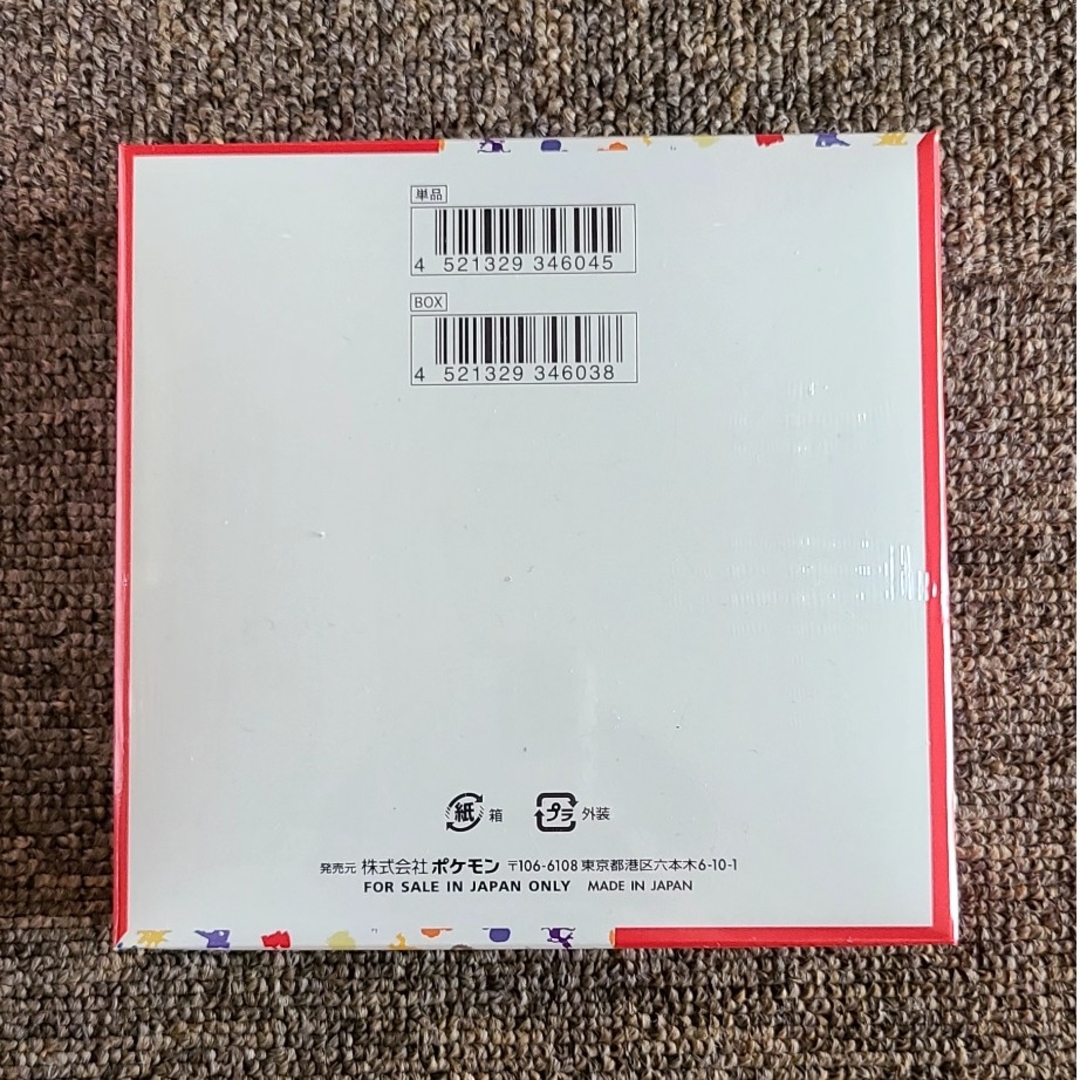 単品
4 521329 346045
BOX
4 521329 346038
紙 箱 プラ 外装
発売元 株式会社 ポケモン 〒106-6108 東京都港区六本木6-10-1
FOR SALE IN JAPAN ONLY MADE IN JAPAN